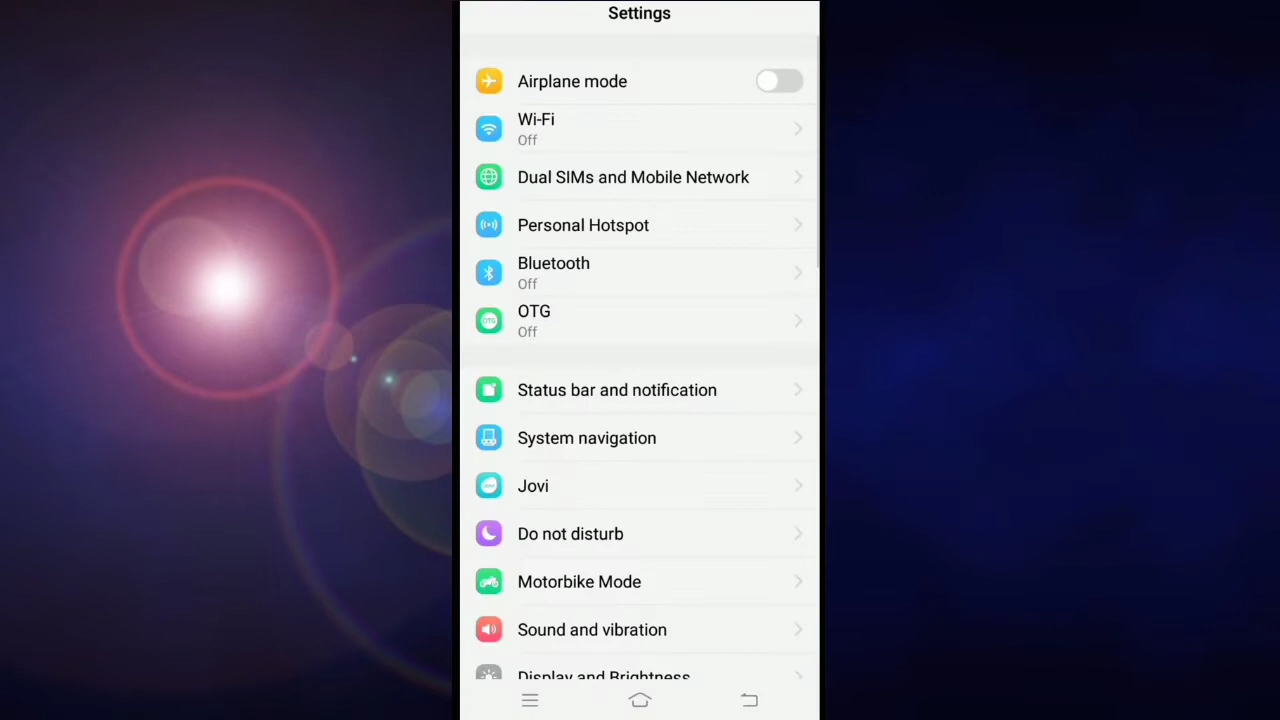 Settings
Airplane mode
Wi-Fi
Off
Dual SIMs and Mobile Network
Personal Hotspot
Bluetooth
Off
OTG
OTG
Off
Status bar and notification
System navigation
Jovi
Do not disturb
Motorbike Mode
Sound and vibration
Display and Brightness